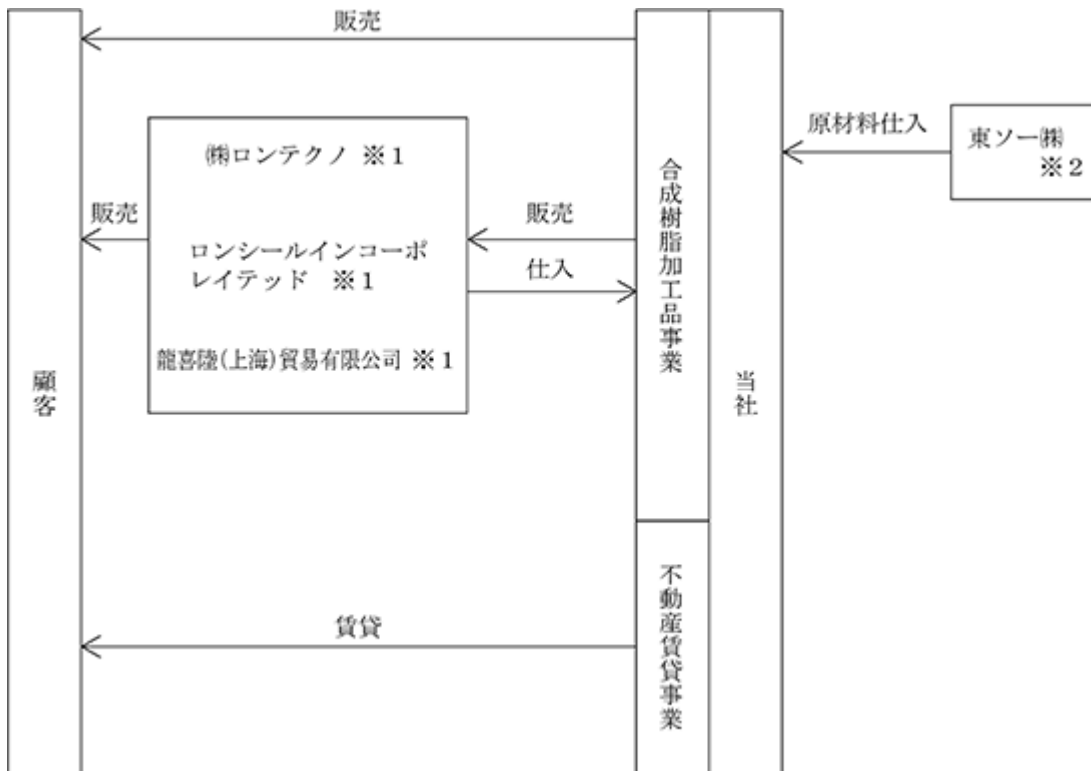 販売
原材料仕入
東ソー㈱
※２
㈱ロンテクノ ※１
販売
ロンシールインコーポ
レイテッド ※１
販売
仕入
龍喜陸(上海)貿易有限公司 ※１
顧客
合成樹脂加工品事業
当社
不動産賃貸事業
賃貸